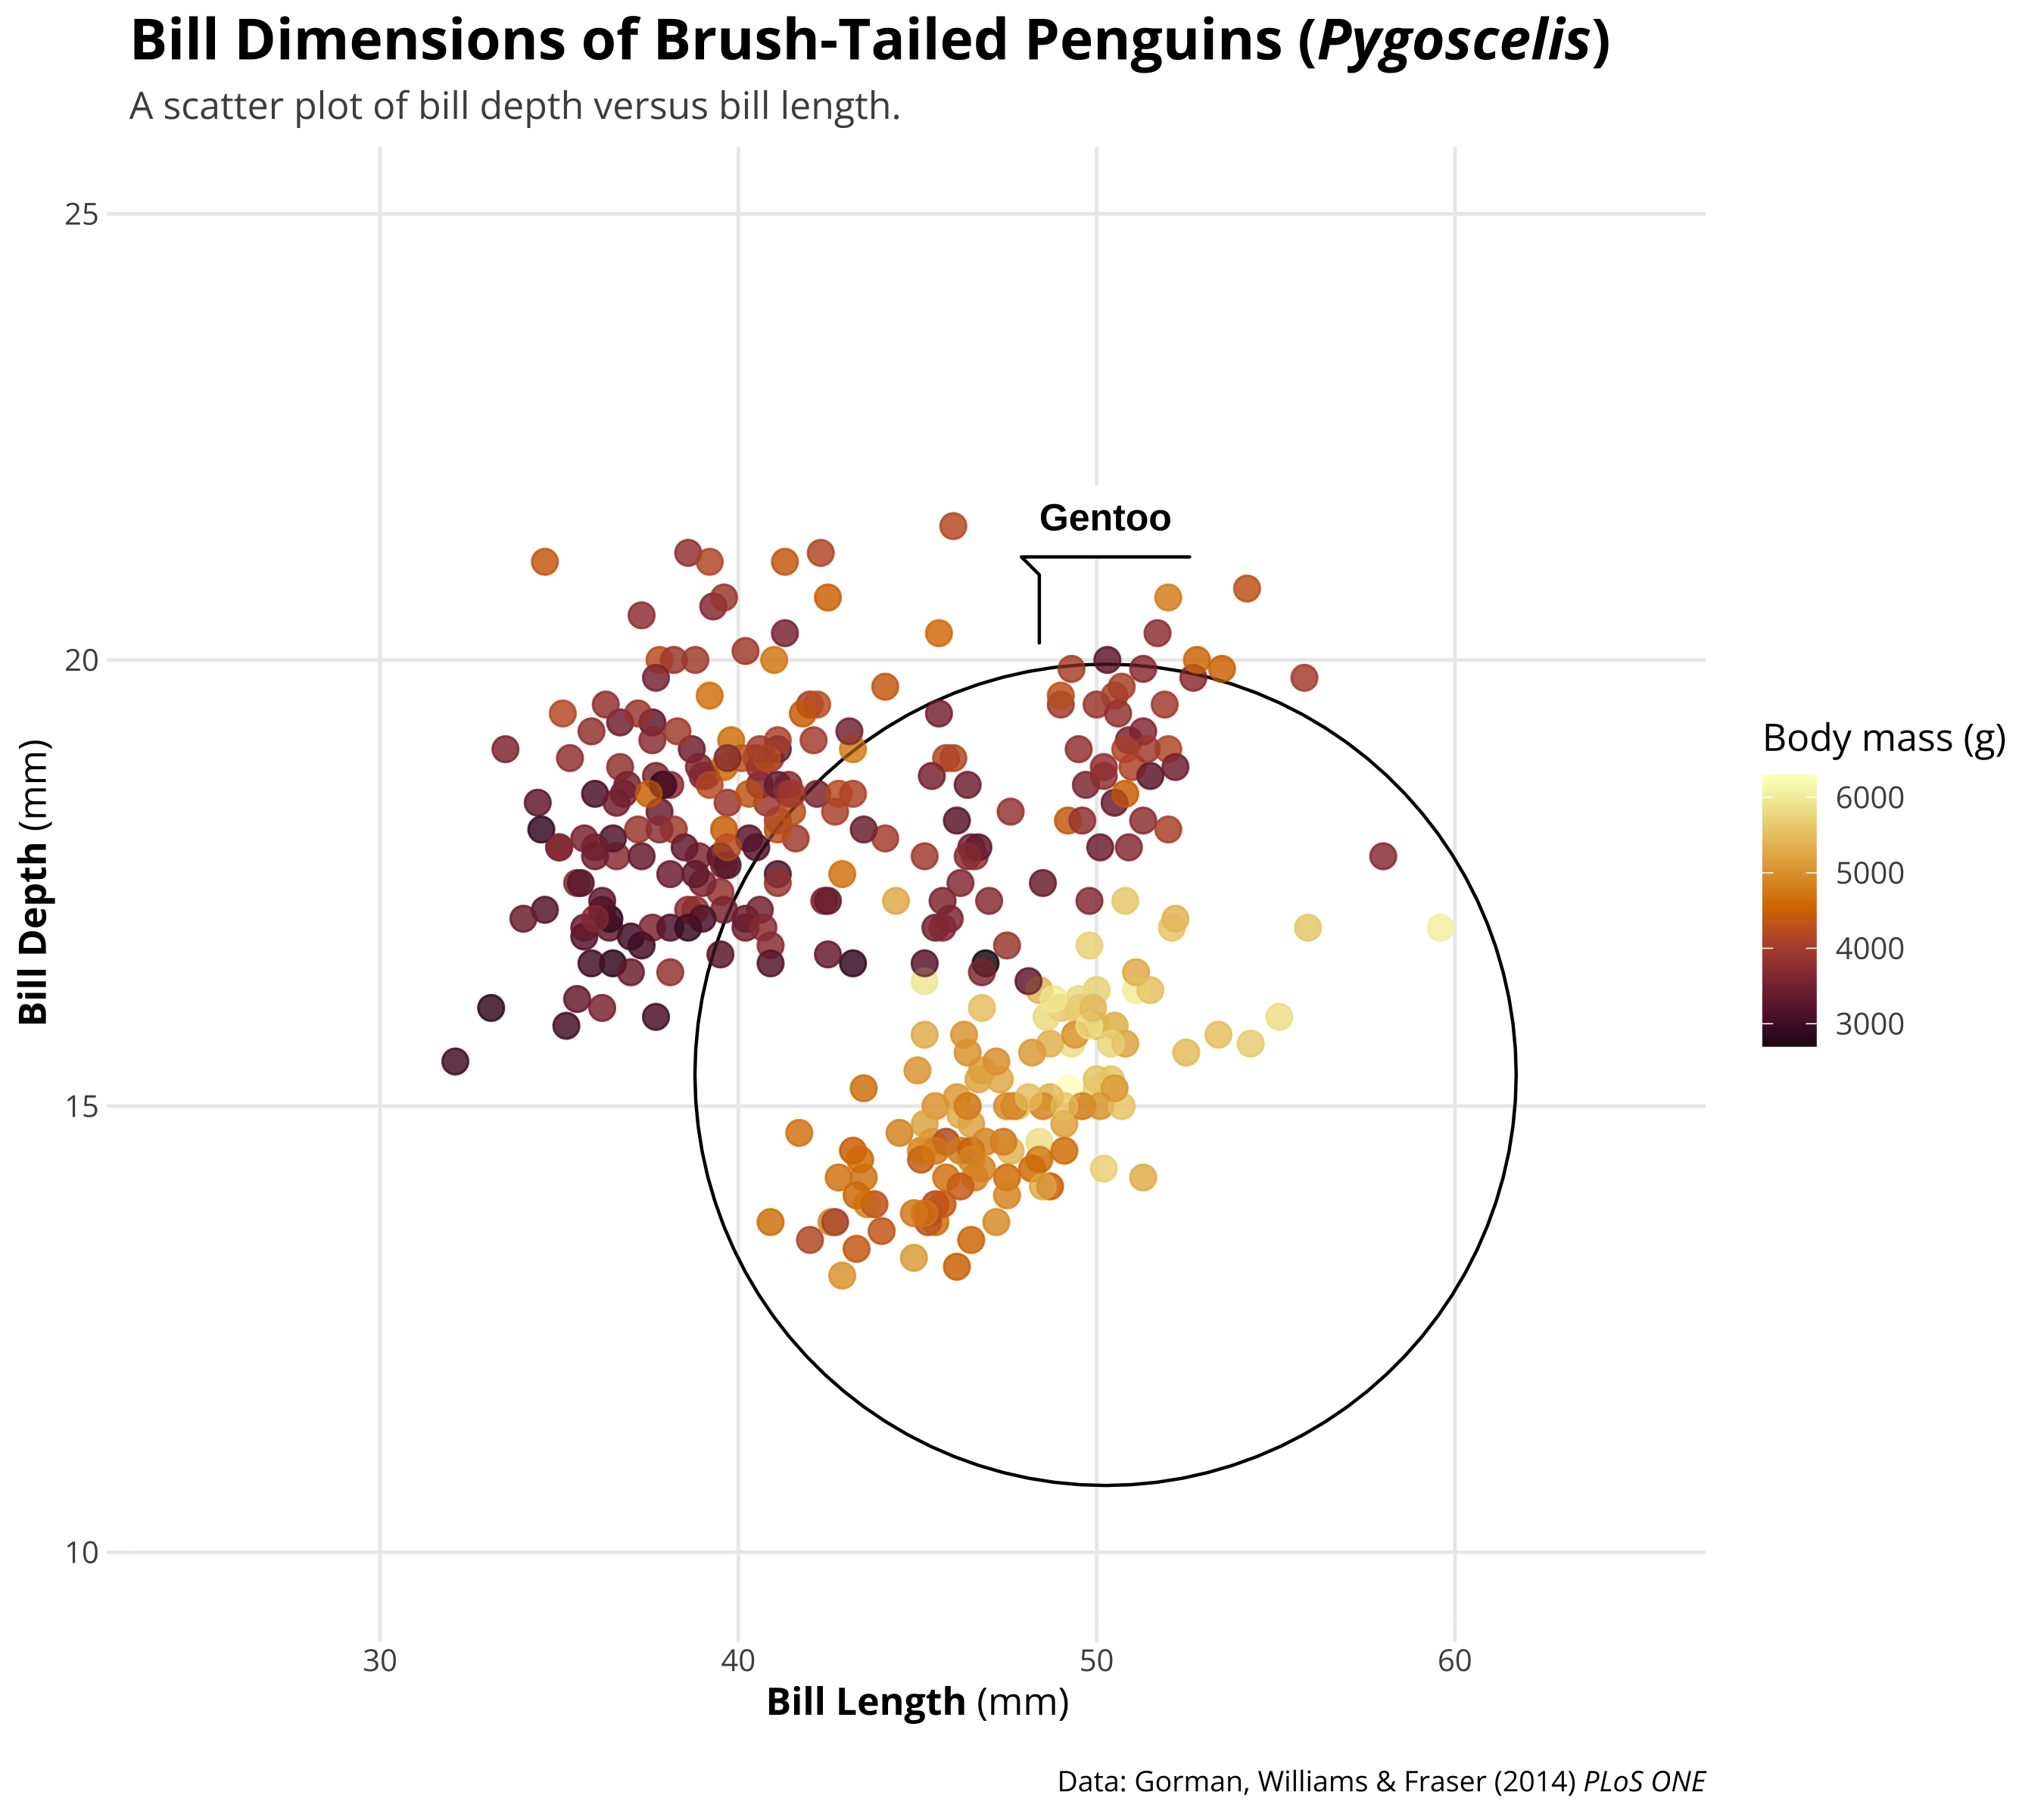 Bill Dimensions of Brush-Tailed Penguins (Pygoscelis)
A scatter plot of bill depth versus bill length.
25
20
15
10
Bill Depth (mm)
Gentoo
Body mass (g)
6000
5000
4000
3000
30 40 50 60
Bill Length (mm)
Data: Gorman, Williams & Fraser (2014) PLoS ONE